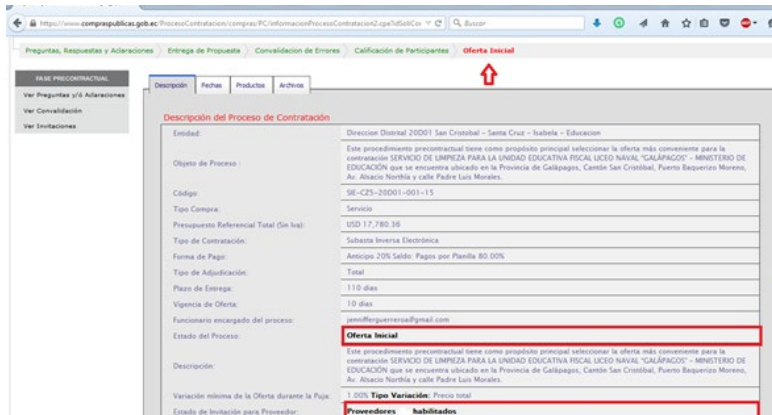 https://www.compraspublicas.gob.ec/ProcesoContratacion/compras/PC/informacionProcesoContratacion2.cpe?idSoliCor
Buscar
Preguntas, Respuestas y Aclaraciones
Entrega de Propuesta
Convalidacion de Errores
Calificación de Participantes
Oferta Inicial
FASE PRECONTRACTUAL
Ver Preguntas y/ó Aclaraciones
Ver Convalidación
Ver Invitaciones
Descripción
Fechas
Productos
Archivos
Descripción del Proceso de Contratación
Entidad: Direccion Distrital 20D01 San Cristobal - Santa Cruz - Isabela - Educacion
Objeto de Proceso : Este procedimiento precontractual tiene como propósito principal seleccionar la oferta más conveniente para la
contratación SERVICIO DE LIMPIEZA PARA LA UNIDAD EDUCATIVA FISCAL LICEO NAVAL "GALÁPAGOS" - MINISTERIO DE
EDUCACIÓN que se encuentra ubicado en la Provincia de Galápagos, Cantón San Cristóbal, Puerto Baquerizo Moreno,
Av. Alsacio Northía y calle Padre Luis Morales.
Código: SIE-CZ5-20D01-001-15
Tipo Compra: Servicio
Presupuesto Referencial Total (Sin Iva): USD 17,780.36
Tipo de Contratación: Subasta Inversa Electrónica
Forma de Pago: Anticipo 20% Saldo: Pagos por Planilla 80.00%
Tipo de Adjudicación: Total
Plazo de Entrega: 110 dias
Vigencia de Oferta: 10 dias
Funcionario encargado del proceso: jennifferguerreroa@gmail.com
Estado del Proceso: Oferta Inicial
Descripción: Este procedimiento precontractual tiene como propósito principal seleccionar la oferta más conveniente para la
contratación SERVICIO DE LIMPIEZA PARA LA UNIDAD EDUCATIVA FISCAL LICEO NAVAL "GALÁPAGOS" - MINISTERIO DE
EDUCACIÓN que se encuentra ubicado en la Provincia de Galápagos, Cantón San Cristóbal, Puerto Baquerizo Moreno,
Av. Alsacio Northía y calle Padre Luis Morales.
Variación mínima de la Oferta durante la Puja: 1.00% Tipo Variación: Precio total
Estado de Invitación para Proveedor: Proveedores habilitados